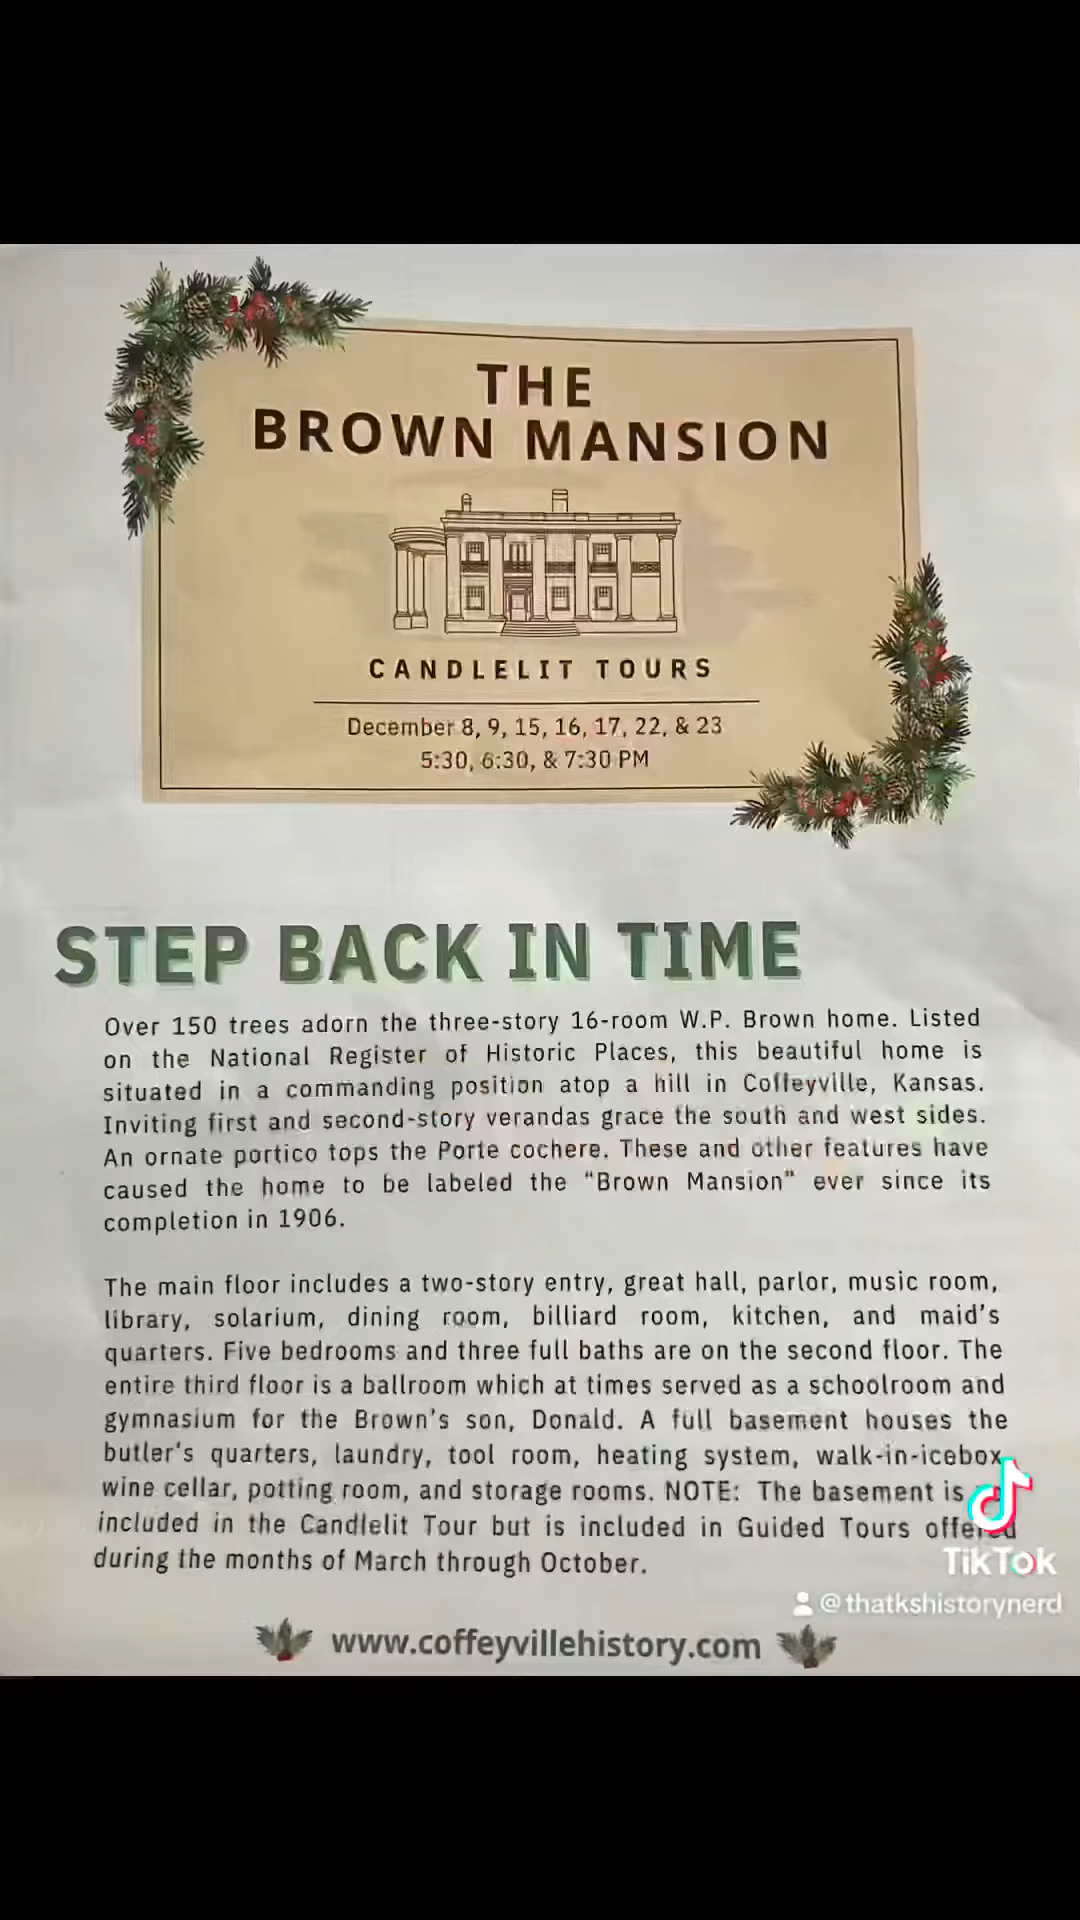 THE
BROWN MANSION
CANDLELIT TOURS
December 8, 9, 15, 16, 17, 22, & 23
5:30, 6:30, & 7:30 PM
STEP BACK IN TIME
Over 150 trees adorn the three-story 16-room W.P. Brown home. Listed
on the National Register of Historic Places, this beautiful home is
situated in a commanding position atop a hill in Coffeyville, Kansas.
Inviting first and second-story verandas grace the south and west sides.
An ornate portico tops the Porte cochere. These and other features have
caused the home to be labeled the "Brown Mansion" ever since its
completion in 1906.
The main floor includes a two-story entry, great hall, parlor, music room,
library, solarium, dining room, billiard room, kitchen, and maid's
quarters. Five bedrooms and three full baths are on the second floor. The
entire third floor is a ballroom which at times served as a schoolroom and
gymnasium for the Brown's son, Donald. A full basement houses the
butler's quarters, laundry, tool room, heating system, walk-in-icebox,
wine cellar, potting room, and storage rooms. NOTE: The basement is
included in the Candlelit Tour but is included in Guided Tours offered
during the months of March through October.
TikTok
@thatkshistorynerd
www.coffeyvillehistory.com